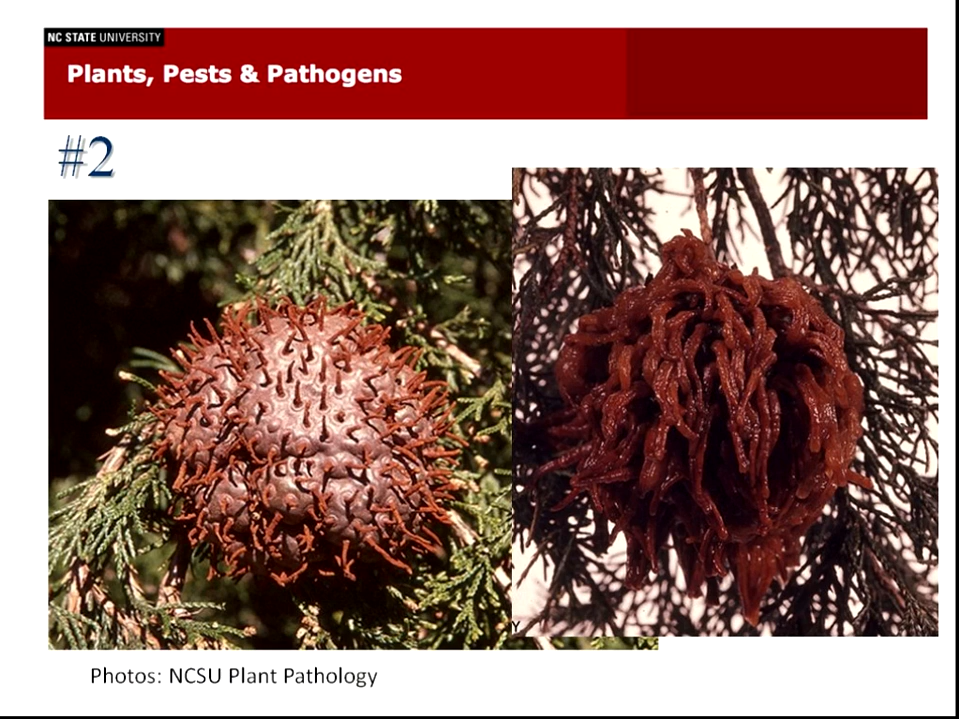 NC STATE UNIVERSITY
Plants, Pests & Pathogens
#2
Y
Photos: NCSU Plant Pathology